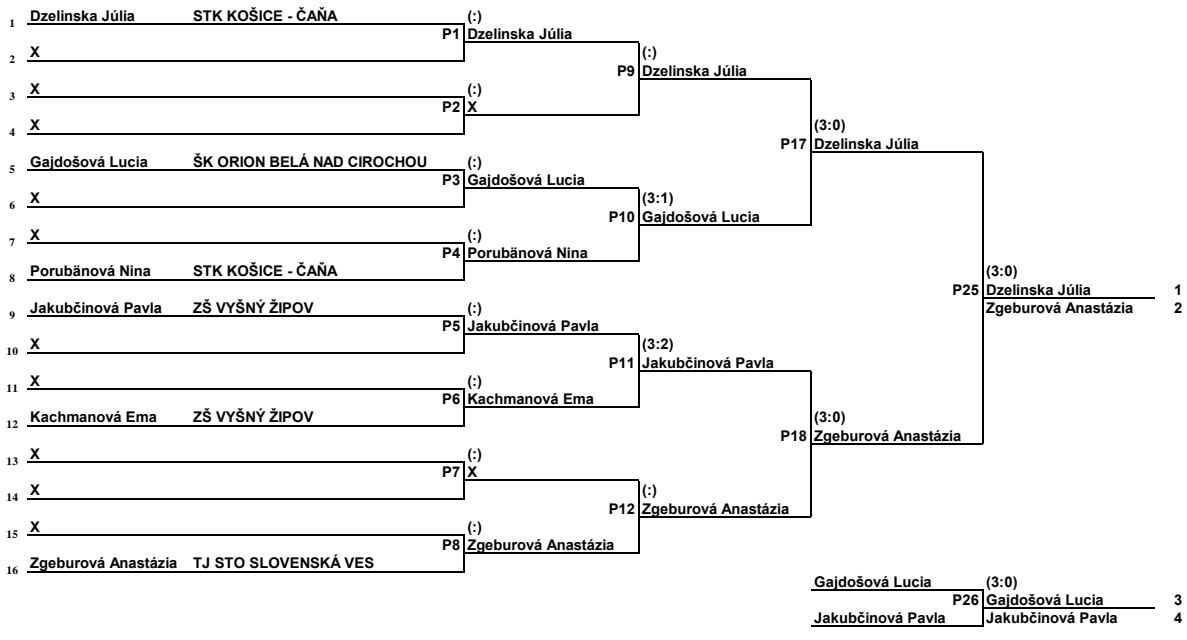 1 Dzelinska Júlia STK KOŠICE - ČAŇA (:)
P1 Dzelinska Júlia
2 X (:)
P9 Dzelinska Júlia
3 X (:)
P2 X
4 X (3:0)
P17 Dzelinska Júlia
5 Gajdošová Lucia ŠK ORION BELÁ NAD CIROCHOU (:)
P3 Gajdošová Lucia
6 X (3:1)
P10 Gajdošová Lucia
7 X (:)
P4 Porubänová Nina
8 Porubänová Nina STK KOŠICE - ČAŇA (3:0)
P25 Dzelinska Júlia 1
9 Jakubčinová Pavla ZŠ VYŠNÝ ŽIPOV (:) Zgeburová Anastázia 2
P5 Jakubčinová Pavla
10 X (3:2)
P11 Jakubčinová Pavla
11 X (:)
P6 Kachmanová Ema
12 Kachmanová Ema ZŠ VYŠNÝ ŽIPOV (3:0)
P18 Zgeburová Anastázia
13 X (:)
P7 X
14 X (:)
P12 Zgeburová Anastázia
15 X (:)
P8 Zgeburová Anastázia
16 Zgeburová Anastázia TJ STO SLOVENSKÁ VES
Gajdošová Lucia (3:0)
P26 Gajdošová Lucia 3
Jakubčinová Pavla Jakubčinová Pavla 4